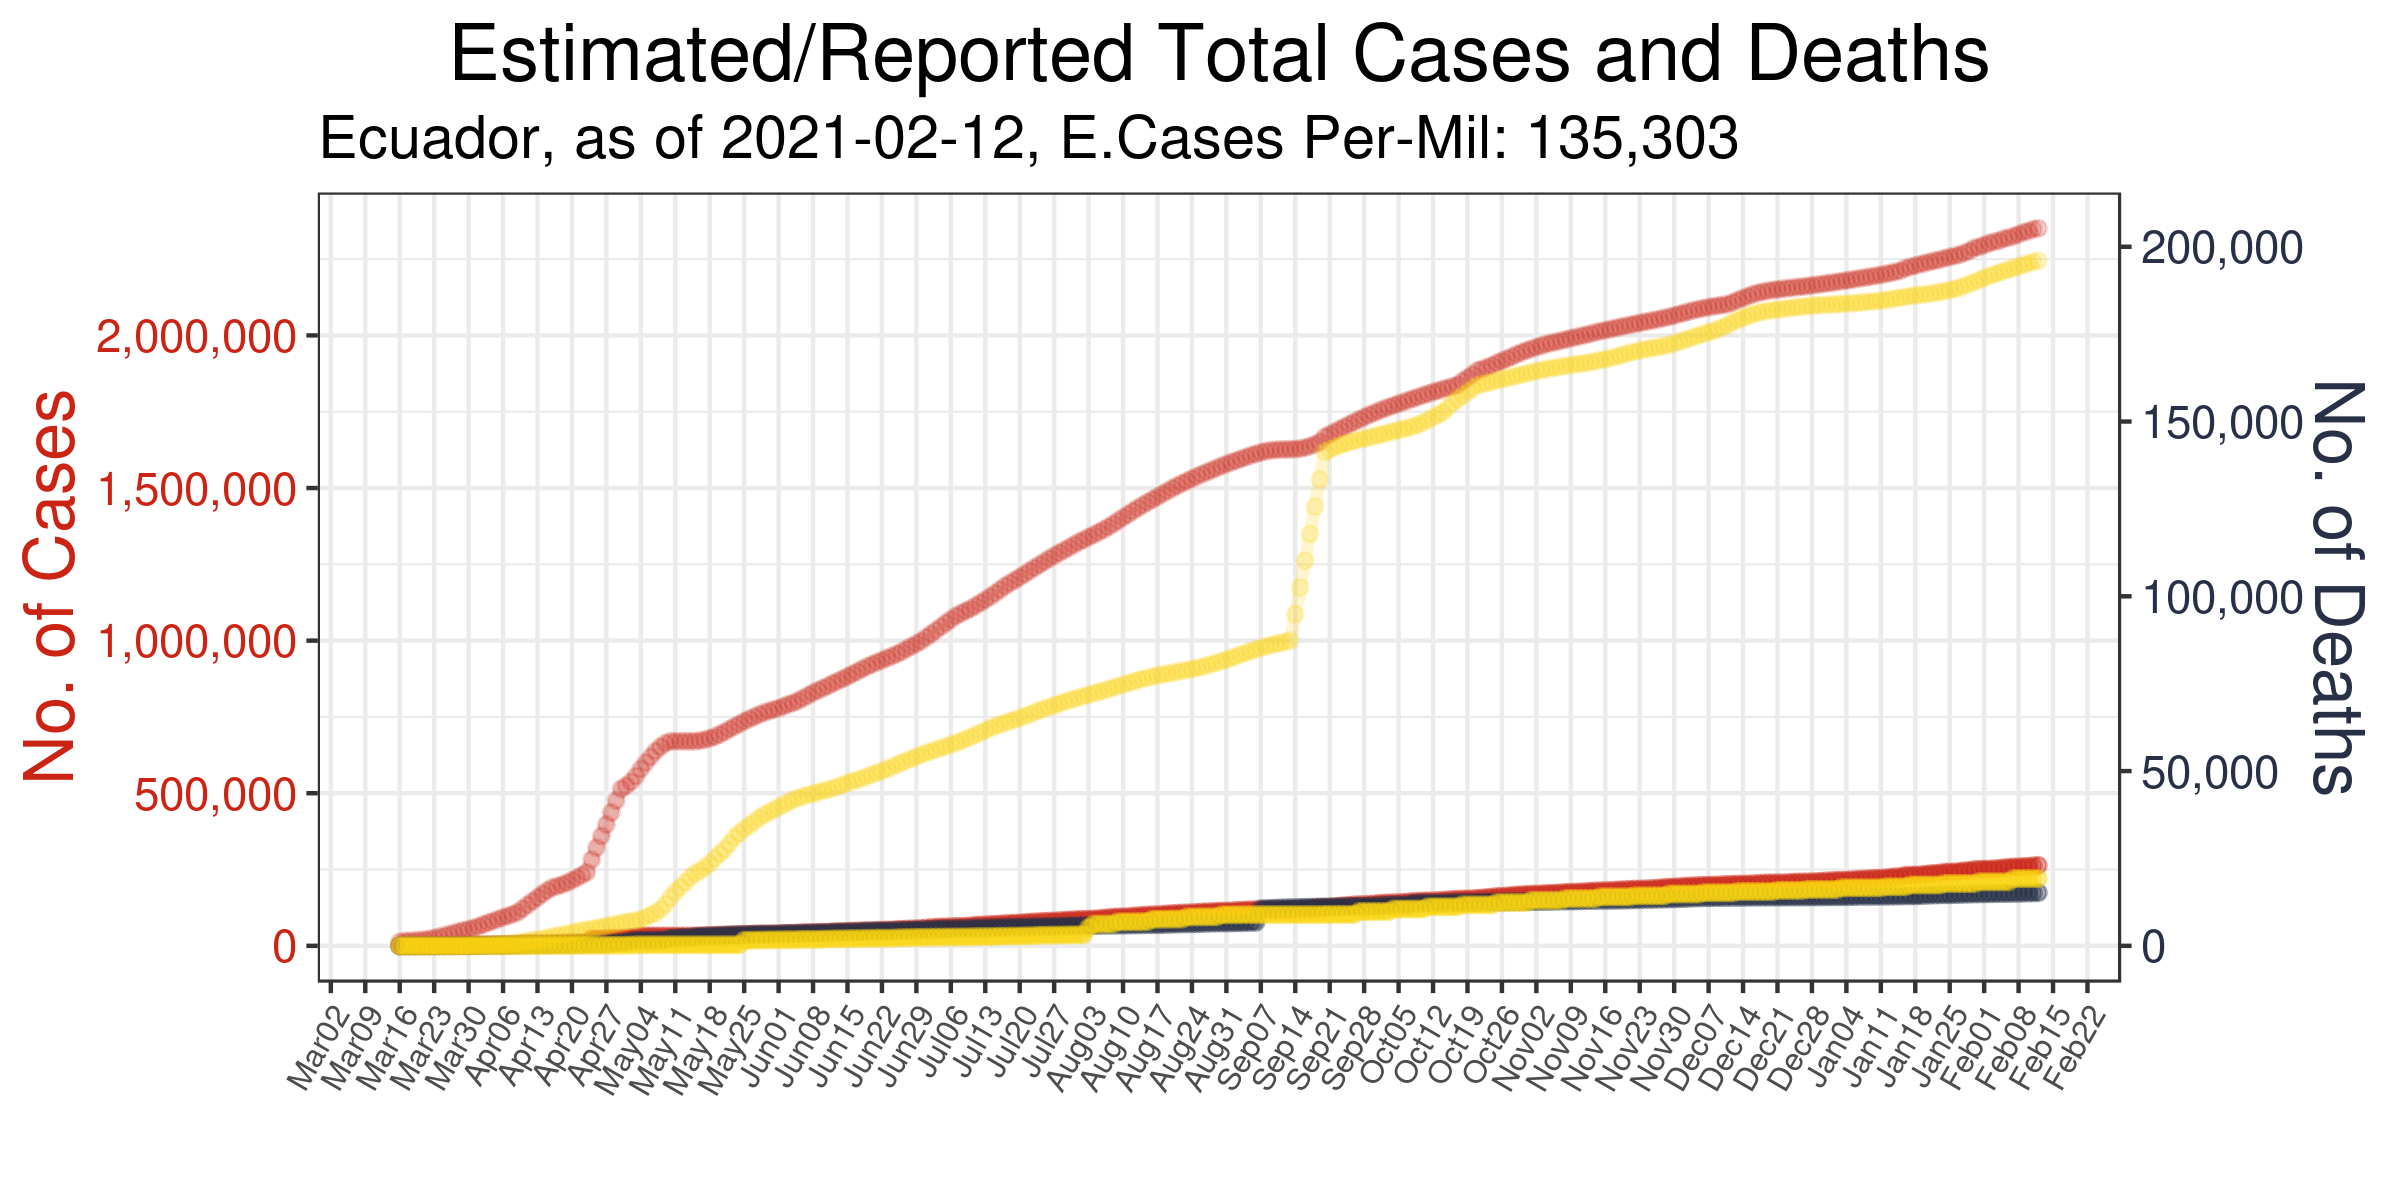 Estimated/Reported Total Cases and Deaths
Ecuador, as of 2021-02-12, E.Cases Per-Mil: 135,303
No. of Cases
2,000,000
1,500,000
1,000,000
500,000
0
200,000
150,000
100,000
50,000
0
No. of Deaths
Mar02
Mar09
Mar16
Mar23
Mar30
Apr06
Apr13
Apr20
Apr27
May04
May11
May18
May25
Jun01
Jun08
Jun15
Jun22
Jun29
Jul06
Jul13
Jul20
Jul27
Aug03
Aug10
Aug17
Aug24
Aug31
Sep07
Sep14
Sep21
Sep28
Oct05
Oct12
Oct19
Oct26
Nov02
Nov09
Nov16
Nov23
Nov30
Dec07
Dec14
Dec21
Dec28
Jan04
Jan11
Jan18
Jan25
Feb01
Feb08
Feb15
Feb22